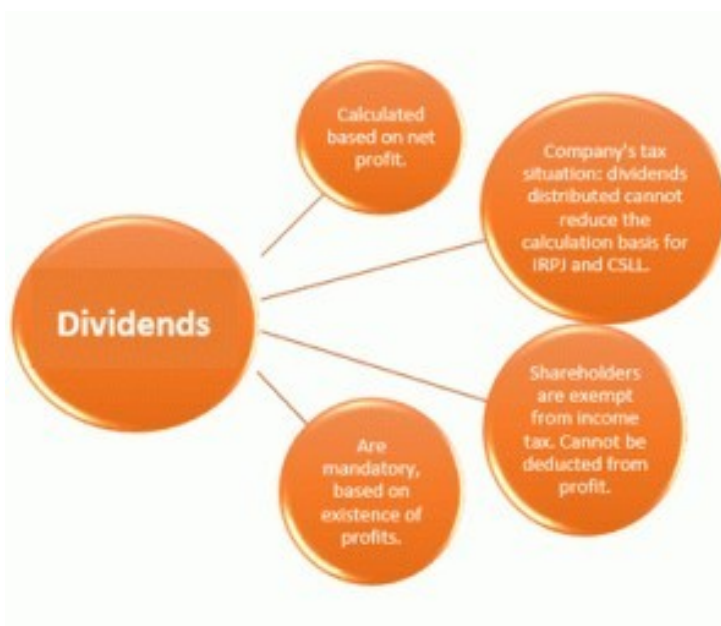 Dividends
Calculated
based on net
profit.
Company's tax
situation: dividends
distributed cannot
reduce the
calculation basis for
IRPJ and CSLL.
Shareholders
are exempt
from income
tax. Cannot be
deducted from
profit.
Are
mandatory,
based on
existence of
profits.